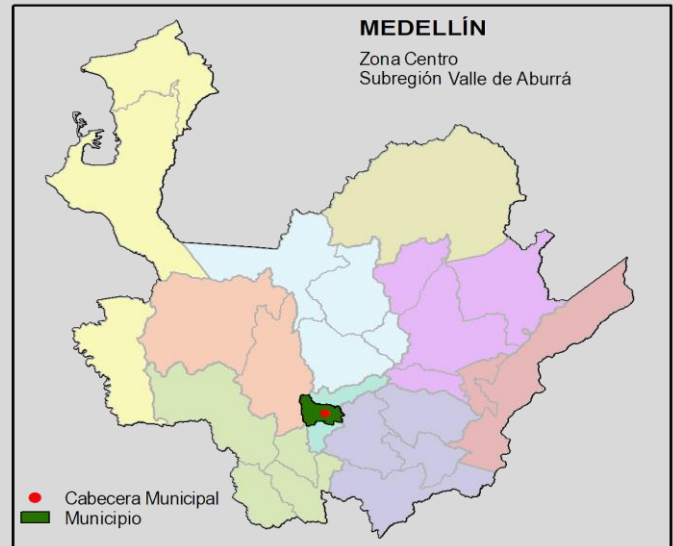 MEDELLÍN
Zona Centro
Subregión Valle de Aburrá
Cabecera Municipal
Municipio